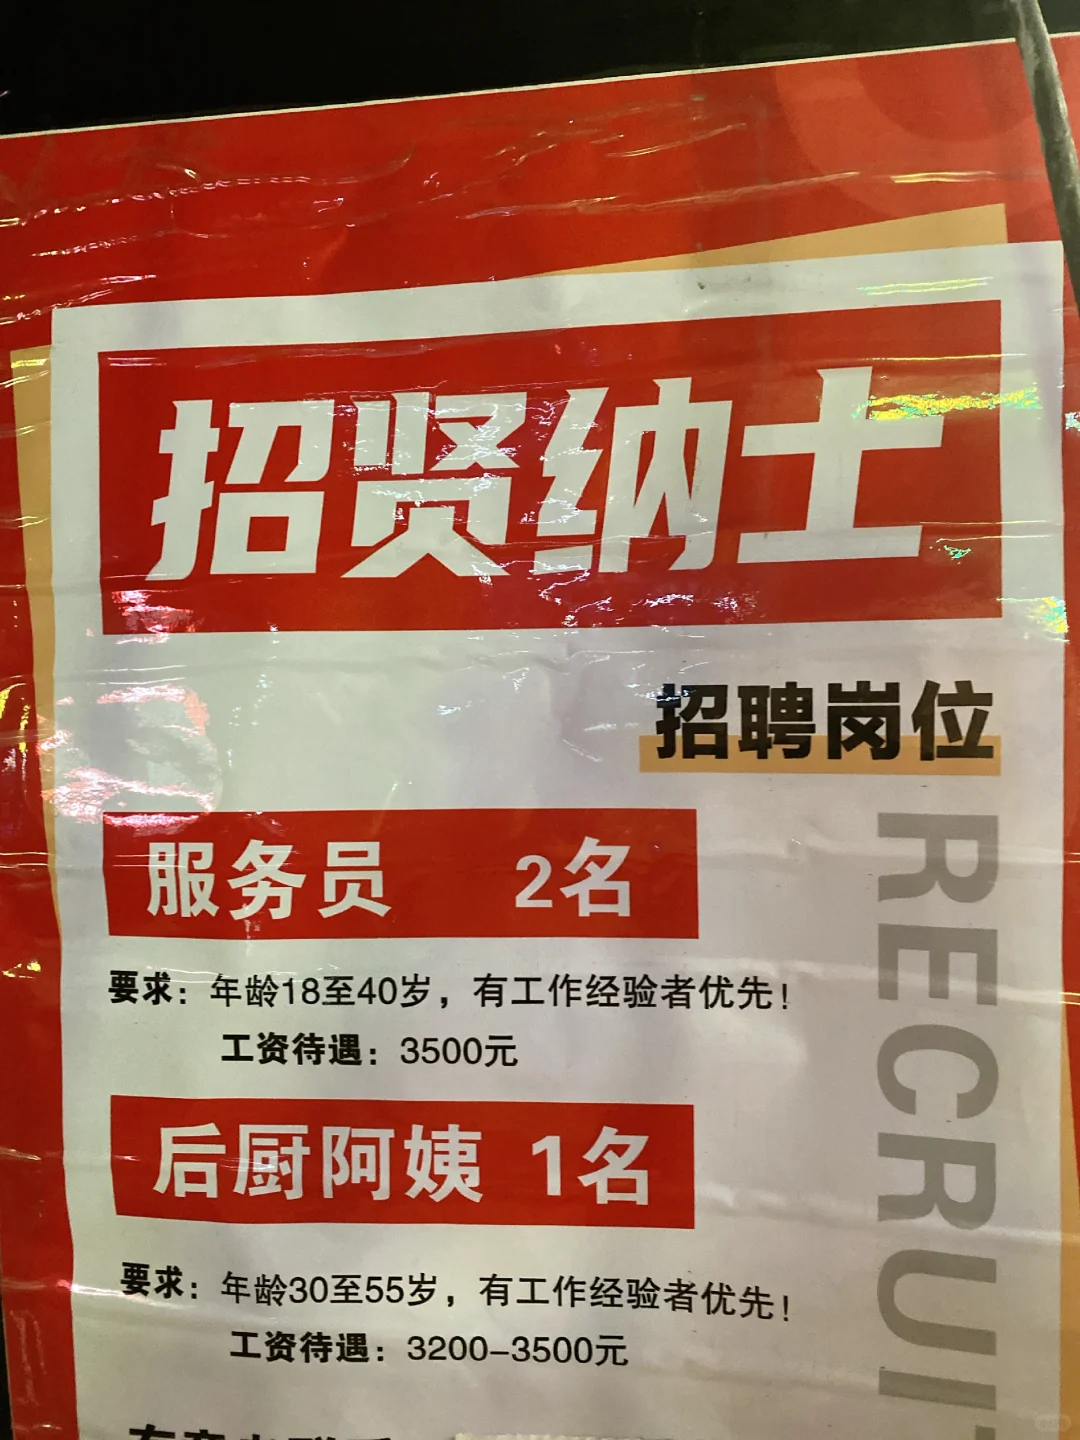 招贤纳士
招聘岗位
RECRUIT
服务员 2名
要求：年龄18至40岁，有工作经验者优先！
工资待遇：3500元
后厨阿姨 1名
要求：年龄30至55岁，有工作经验者优先！
工资待遇：3200-3500元